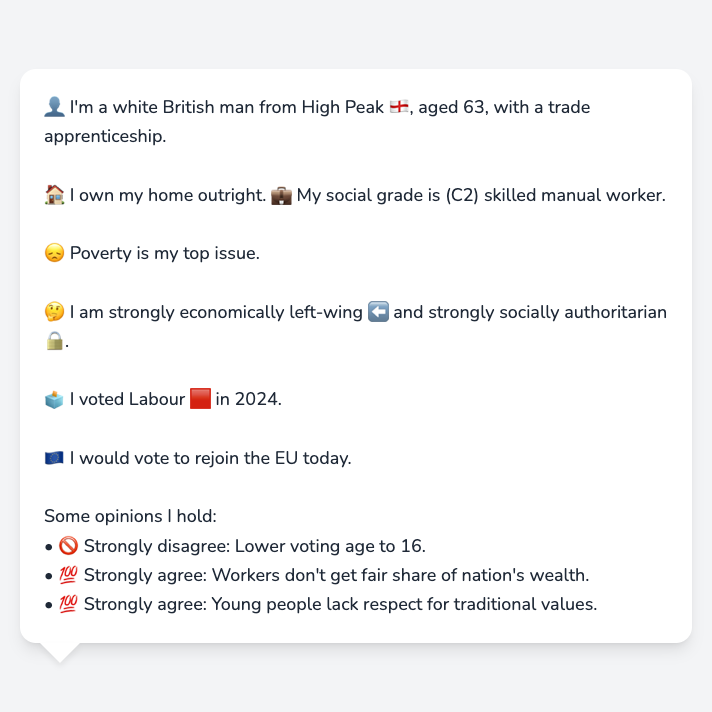 👤 I'm a white British man from High Peak 🏴󠁧󠁢󠁥󠁮󠁧󠁿, aged 63, with a trade
apprenticeship.
🏠 I own my home outright. 💼 My social grade is (C2) skilled manual worker.
😞 Poverty is my top issue.
🤔 I am strongly economically left-wing ⬅️ and strongly socially authoritarian
🔒.
🗳️ I voted Labour 🟥 in 2024.
🇪🇺 I would vote to rejoin the EU today.
Some opinions I hold:
• 🚫 Strongly disagree: Lower voting age to 16.
• 💯 Strongly agree: Workers don't get fair share of nation's wealth.
• 💯 Strongly agree: Young people lack respect for traditional values.